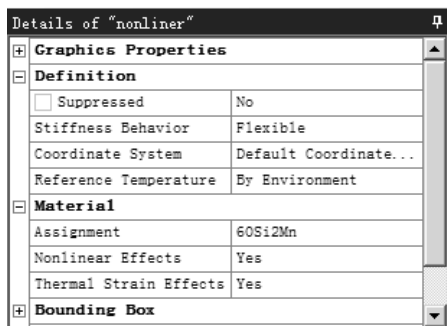 Details of "nonliner"
Graphics Properties
Definition
Suppressed No
Stiffness Behavior Flexible
Coordinate System Default Coordinate...
Reference Temperature By Environment
Material
Assignment 60Si2Mn
Nonlinear Effects Yes
Thermal Strain Effects Yes
Bounding Box